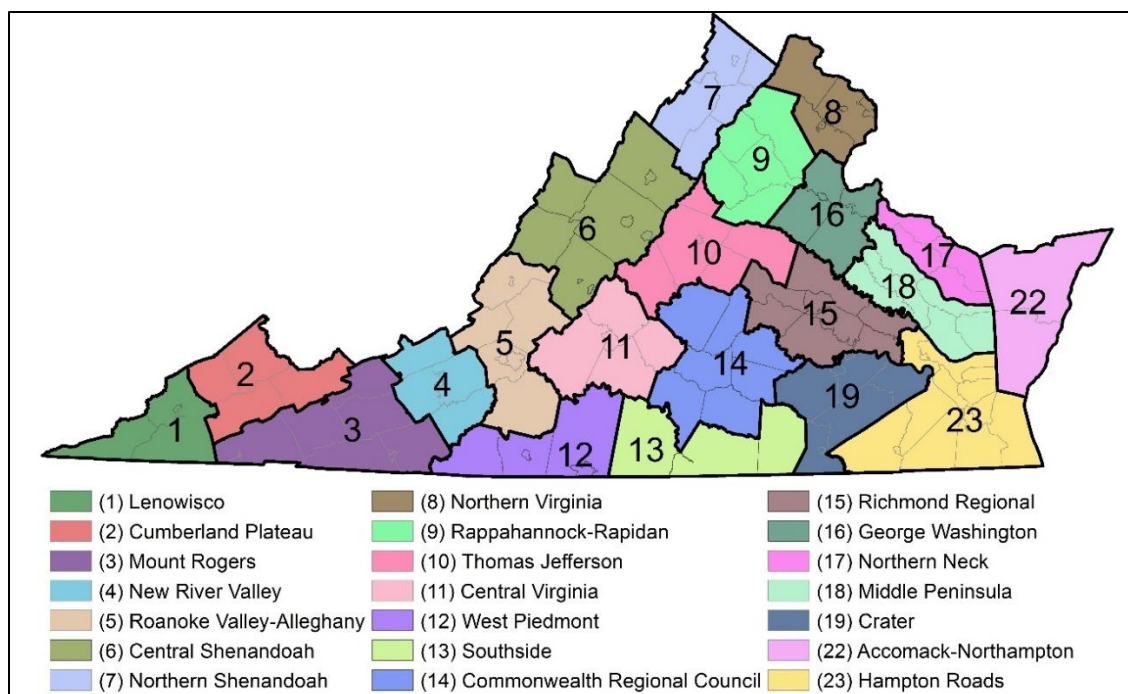 7
8
9
6
16
10
17
18
22
15
5
11
2
14
4
19
1
3
23
12
13
(1) Lenowisco
(2) Cumberland Plateau
(3) Mount Rogers
(4) New River Valley
(5) Roanoke Valley-Alleghany
(6) Central Shenandoah
(7) Northern Shenandoah
(8) Northern Virginia
(9) Rappahannock-Rapidan
(10) Thomas Jefferson
(11) Central Virginia
(12) West Piedmont
(13) Southside
(14) Commonwealth Regional Council
(15) Richmond Regional
(16) George Washington
(17) Northern Neck
(18) Middle Peninsula
(19) Crater
(22) Accomack-Northampton
(23) Hampton Roads